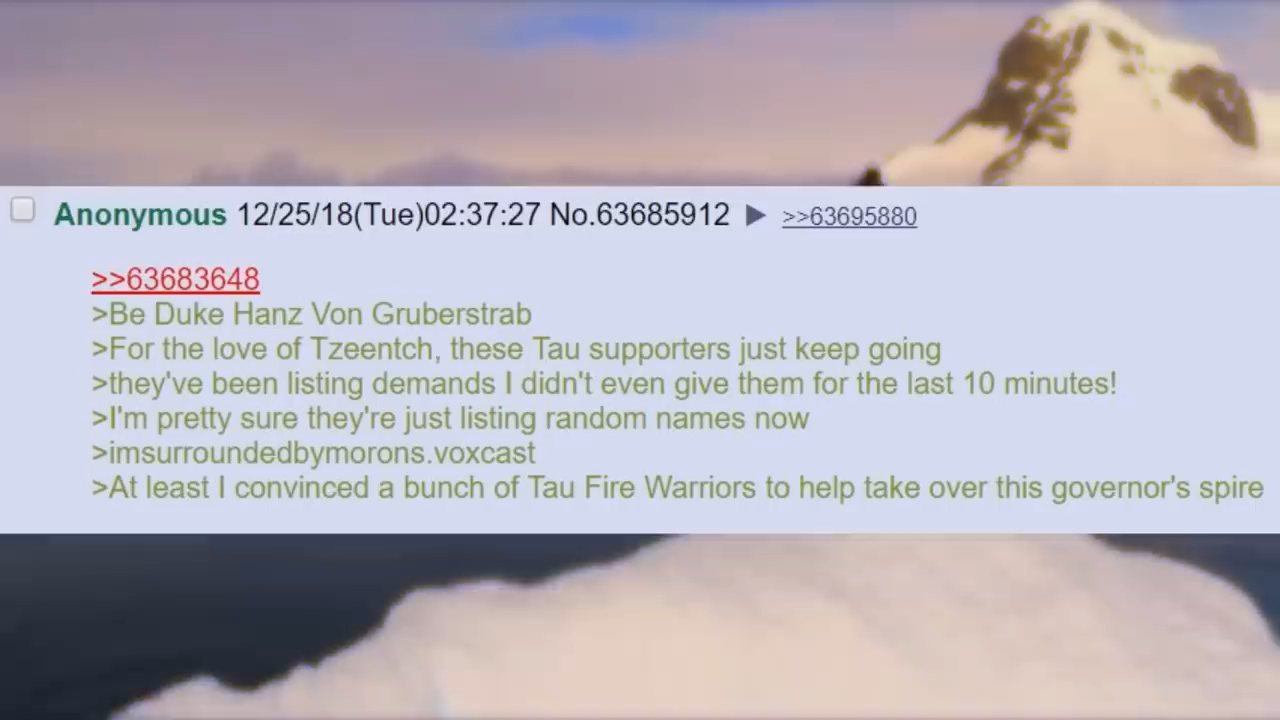 Anonymous 12/25/18(Tue)02:37:27 No.63685912 ▶ >>63695880
>>63683648
>Be Duke Hanz Von Gruberstrab
>For the love of Tzeentch, these Tau supporters just keep going
>they've been listing demands I didn't even give them for the last 10 minutes!
>I'm pretty sure they're just listing random names now
>imsurroundedbymorons.voxcast
>At least I convinced a bunch of Tau Fire Warriors to help take over this governor's spire